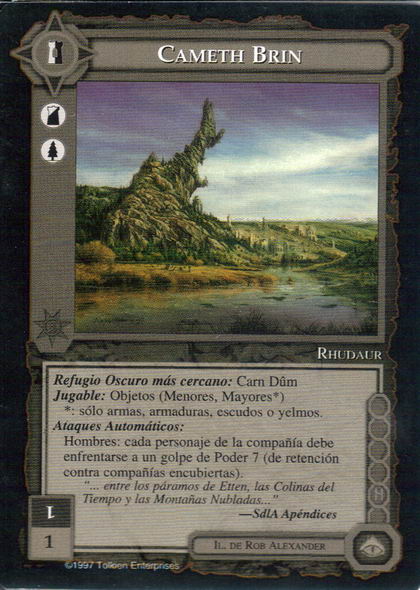 CAMETH BRIN
RHUDAUR
Refugio Oscuro más cercano: Carn Dûm
Jugable: Objetos (Menores, Mayores*)
*: sólo armas, armaduras, escudos o yelmos.
Ataques Automáticos:
Hombres: cada personaje de la compañía debe
enfrentarse a un golpe de Poder 7 (de retención
contra compañías encubiertas).
"... entre los páramos de Etten, las Colinas del
Tiempo y las Montañas Nubladas..."
—SdlA Apéndices
1
IL. DE ROB ALEXANDER
©1997 Tolkien Enterprises